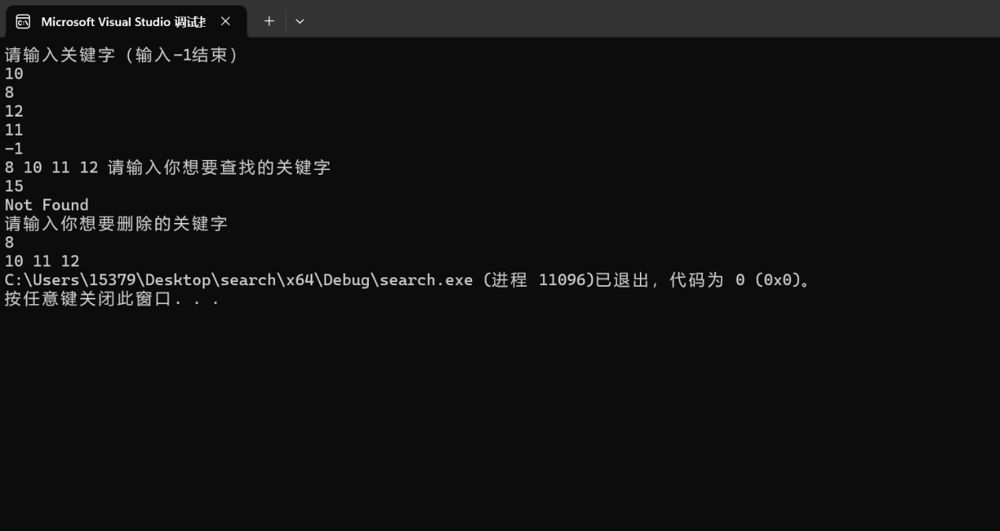 Microsoft Visual Studio 调试
请输入关键字（输入-1结束）
10
8
12
11
-1
8 10 11 12 请输入你想要查找的关键字
15
Not Found
请输入你想要删除的关键字
8
10 11 12
C:\Users\15379\Desktop\search\x64\Debug\search.exe (进程 11096)已退出，代码为 0 (0x0)。
按任意键关闭此窗口. . .